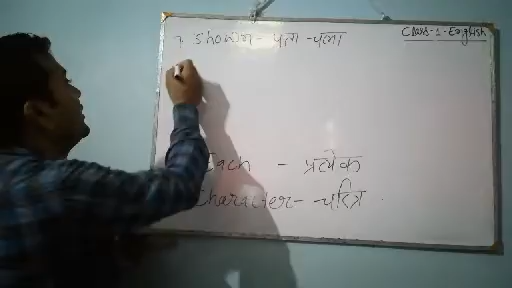 Class-1-English
7. Shown - पता -चला
Each - प्रत्येक
Character - चरित्र